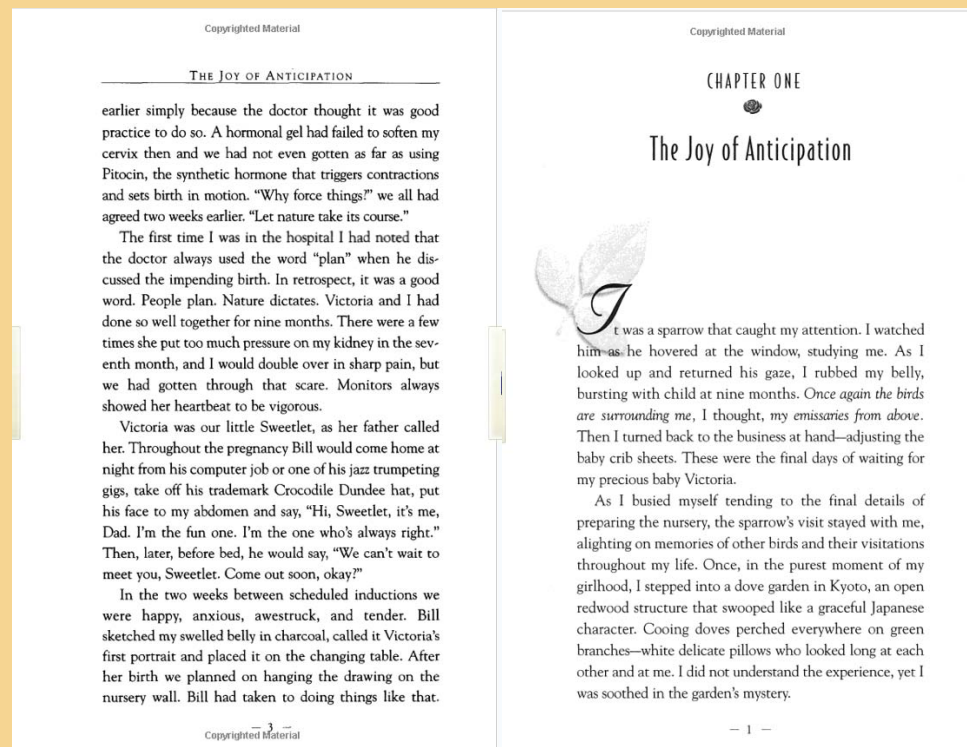 Copyrighted Material
THE JOY OF ANTICIPATION
earlier simply because the doctor thought it was good
practice to do so. A hormonal gel had failed to soften my
cervix then and we had not even gotten as far as using
Pitocin, the synthetic hormone that triggers contractions
and sets birth in motion. “Why force things?” we all had
agreed two weeks earlier. “Let nature take its course.”
The first time I was in the hospital I had noted that
the doctor always used the word “plan” when he dis-
cussed the impending birth. In retrospect, it was a good
word. People plan. Nature dictates. Victoria and I had
done so well together for nine months. There were a few
times she put too much pressure on my kidney in the sev-
enth month, and I would double over in sharp pain, but
we had gotten through that scare. Monitors always
showed her heartbeat to be vigorous.
Victoria was our little Sweetlet, as her father called
her. Throughout the pregnancy Bill would come home at
night from his computer job or one of his jazz trumpeting
gigs, take off his trademark Crocodile Dundee hat, put
his face to my abdomen and say, “Hi, Sweetlet, it’s me,
Dad. I’m the fun one. I’m the one who’s always right.”
Then, later, before bed, he would say, “We can’t wait to
meet you, Sweetlet. Come out soon, okay?”
In the two weeks between scheduled inductions we
were happy, anxious, awestruck, and tender. Bill
sketched my swelled belly in charcoal, called it Victoria’s
first portrait and placed it on the changing table. After
her birth we planned on hanging the drawing on the
nursery wall. Bill had taken to doing things like that.
— 3 —
Copyrighted Material
Copyrighted Material
CHAPTER ONE
The Joy of Anticipation
It was a sparrow that caught my attention. I watched
him as he hovered at the window, studying me. As I
looked up and returned his gaze, I rubbed my belly,
bursting with child at nine months. Once again the birds
are surrounding me, I thought, my emissaries from above.
Then I turned back to the business at hand—adjusting the
baby crib sheets. These were the final days of waiting for
my precious baby Victoria.
As I busied myself tending to the final details of
preparing the nursery, the sparrow’s visit stayed with me,
alighting on memories of other birds and their visitations
throughout my life. Once, in the purest moment of my
girlhood, I stepped into a dove garden in Kyoto, an open
redwood structure that swooped like a graceful Japanese
character. Cooing doves perched everywhere on green
branches—white delicate pillows who looked long at each
other and at me. I did not understand the experience, yet I
was soothed in the garden’s mystery.
— 1 —